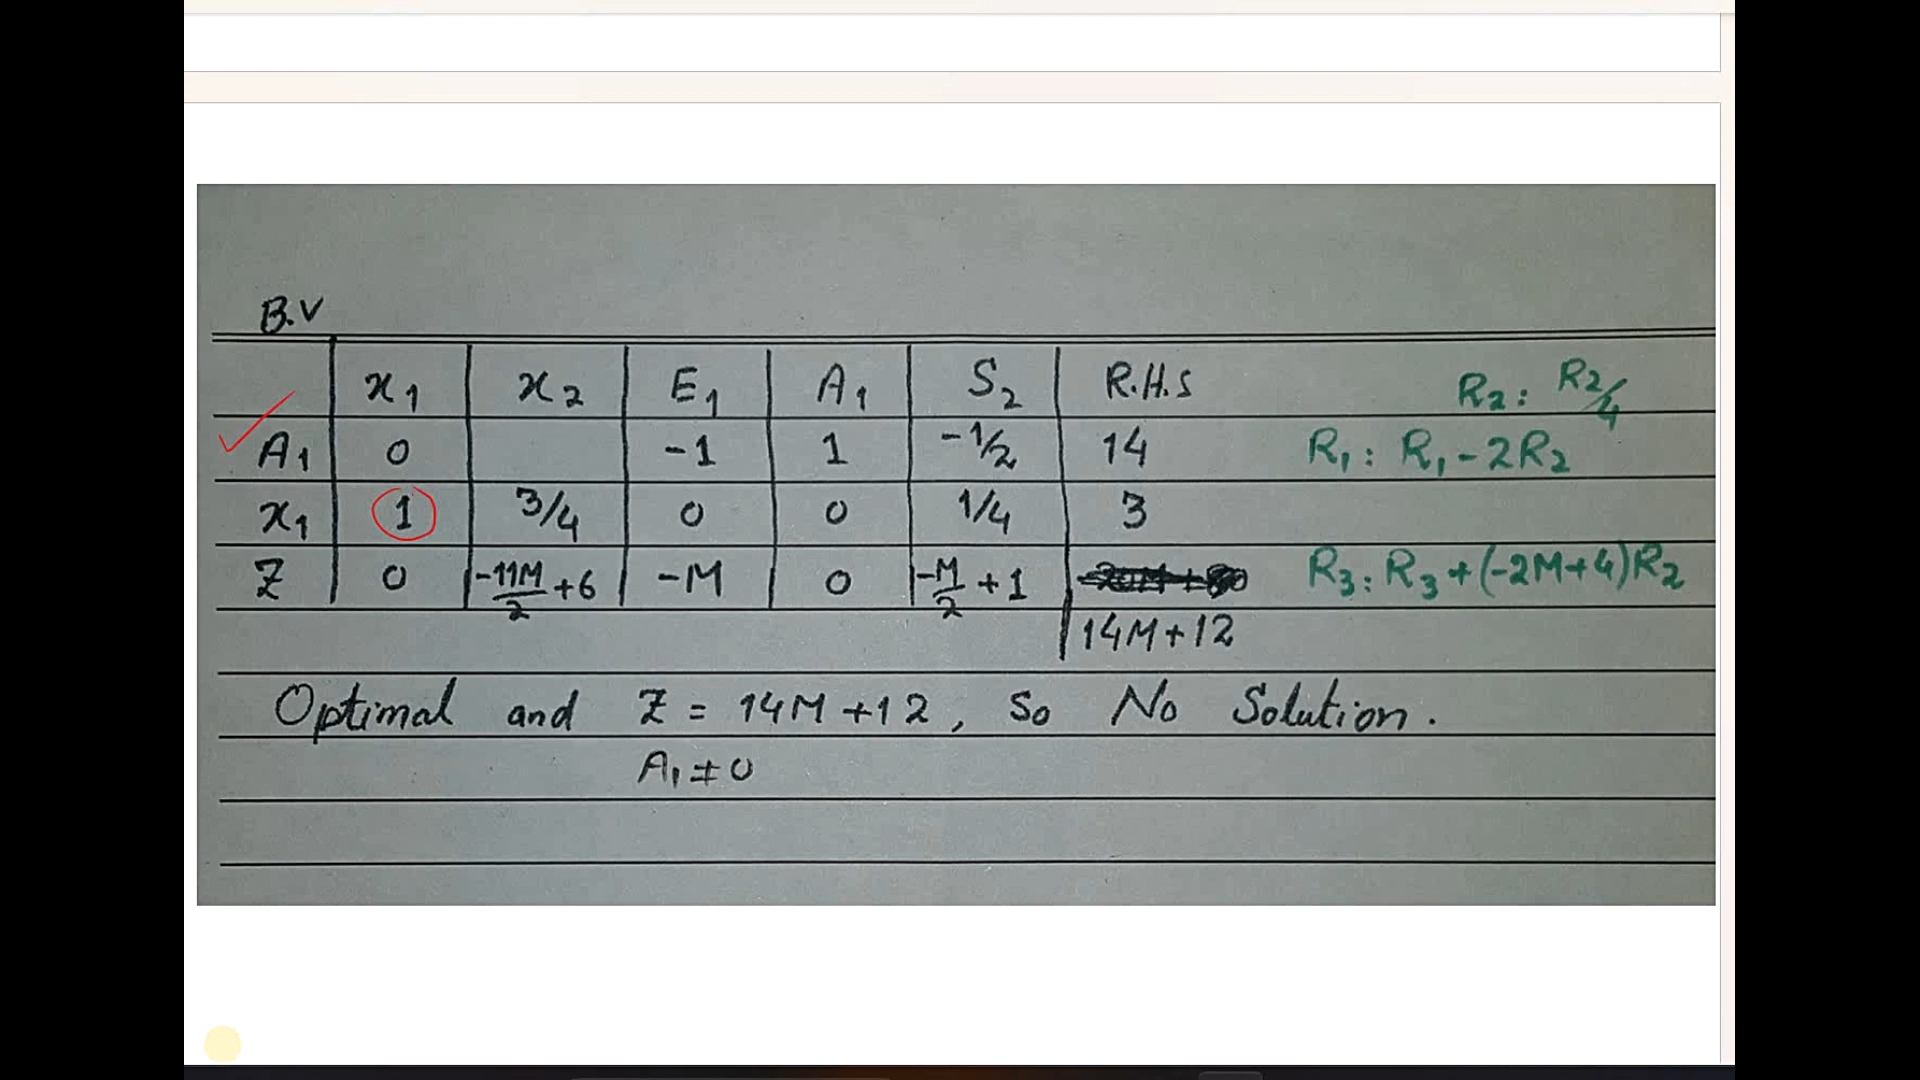 B.V
x1 x2 E1 A1 S2 R.H.S R2: R2/4
A1 0 -1 1 -1/2 14 R1: R1-2R2
x1 1 3/4 0 0 1/4 3
Z 0 -11M/2 +6 -M 0 -M/2 +1 R3: R3+(-2M+4)R2
14M+12
Optimal and Z = 14M+12, So No Solution.
A1≠0